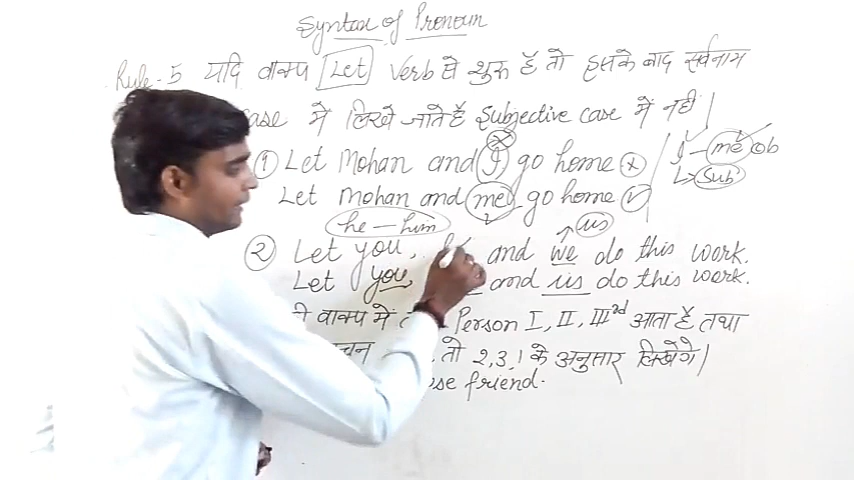 Syntax of Pronoun
Rule-5 यदि वाक्य Let Verb से शुरू हैं तो इसके बाद सर्वनाम
case में लिखे जाते हैं Subjective case में नहीं।
① Let Mohan and I go home ⓧ I - me ob
Let Mohan and me go home ✓ ↳ Sub
he - him us
② Let you, and we do this work.
Let you, and us do this work.
वाक्य में Person I, II, III आता है तथा
तो 2, 3, 1 के अनुसार लिखेंगे।
friend.